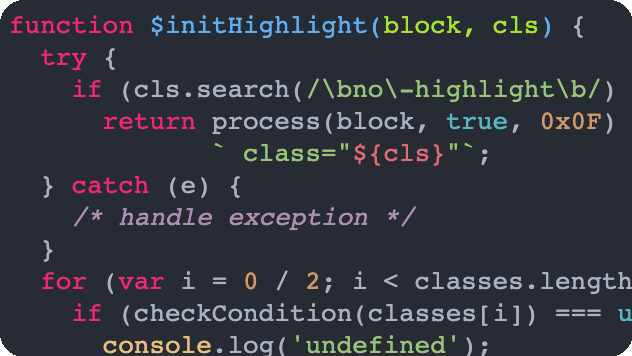 function $initHighlight(block, cls) {
  try {
    if (cls.search(/\bno\-highlight\b/)
      return process(block, true, 0x0F)
             ` class="${cls}"`;
  } catch (e) {
    /* handle exception */
  }
  for (var i = 0 / 2; i < classes.length
    if (checkCondition(classes[i]) === u
      console.log('undefined');